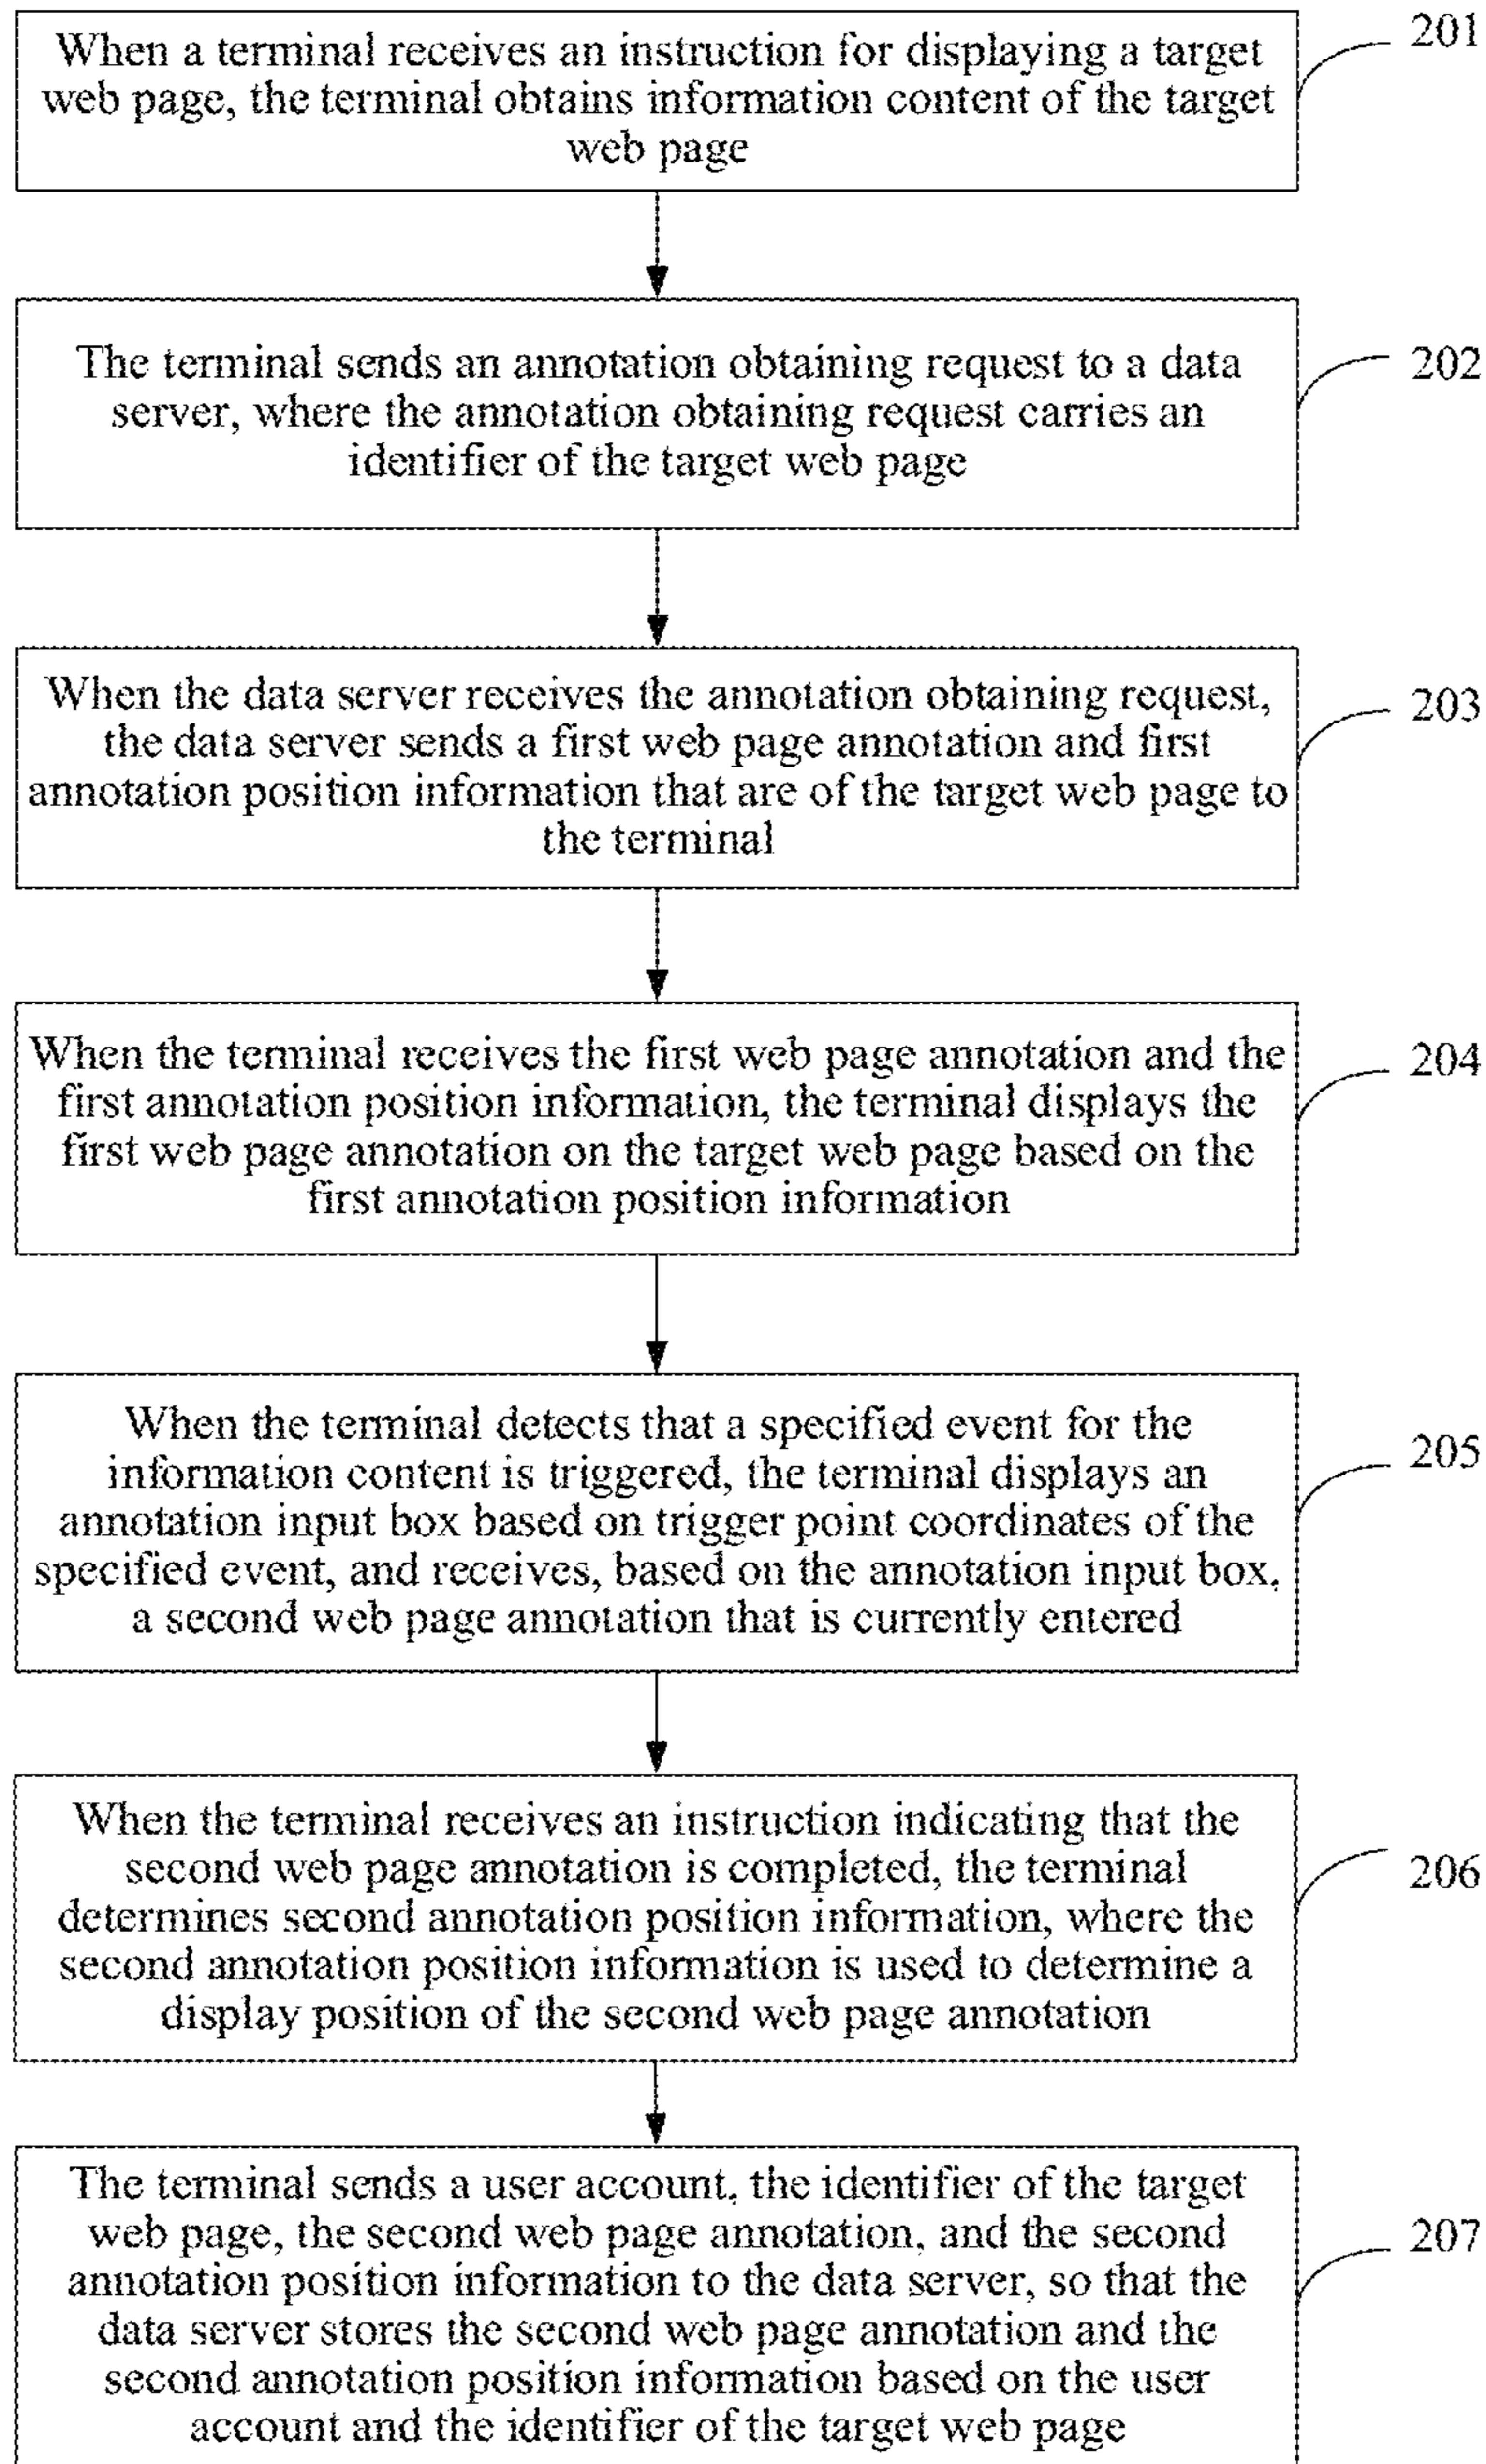 When a terminal receives an instruction for displaying a target
web page, the terminal obtains information content of the target
web page
201
The terminal sends an annotation obtaining request to a data
server, where the annotation obtaining request carries an
identifier of the target web page
202
When the data server receives the annotation obtaining request,
the data server sends a first web page annotation and first
annotation position information that are of the target web page to
the terminal
203
When the terminal receives the first web page annotation and the
first annotation position information, the terminal displays the
first web page annotation on the target web page based on the
first annotation position information
204
When the terminal detects that a specified event for the
information content is triggered, the terminal displays an
annotation input box based on trigger point coordinates of the
specified event, and receives, based on the annotation input box,
a second web page annotation that is currently entered
205
When the terminal receives an instruction indicating that the
second web page annotation is completed, the terminal
determines second annotation position information, where the
second annotation position information is used to determine a
display position of the second web page annotation
206
The terminal sends a user account, the identifier of the target
web page, the second web page annotation, and the second
annotation position information to the data server, so that the
data server stores the second web page annotation and the
second annotation position information based on the user
account and the identifier of the target web page
207